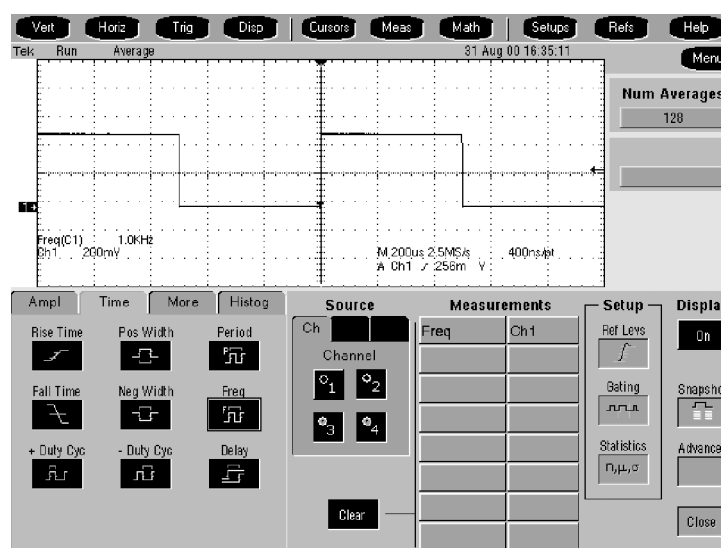 Vert Horiz Trig Disp Cursors Meas Math Setups Refs Help
Tek Run Average 31 Aug 00 16:35:11
Menu
Num Averages
128
1
Freq(C1) 1.0KHz
Ch1 200mV M 200us 2.5MS/s 400ns/pt
A Ch1 256m V
Ampl Time More Histog
Source Measurements Setup
Ch Freq Ch1
Rise Time Pos Width Period Ref Levs On
Channel
1 2
Fall Time Neg Width Freq Gating
3 4
+ Duty Cyc - Duty Cyc Delay Statistics
n,μ,σ
Clear Close